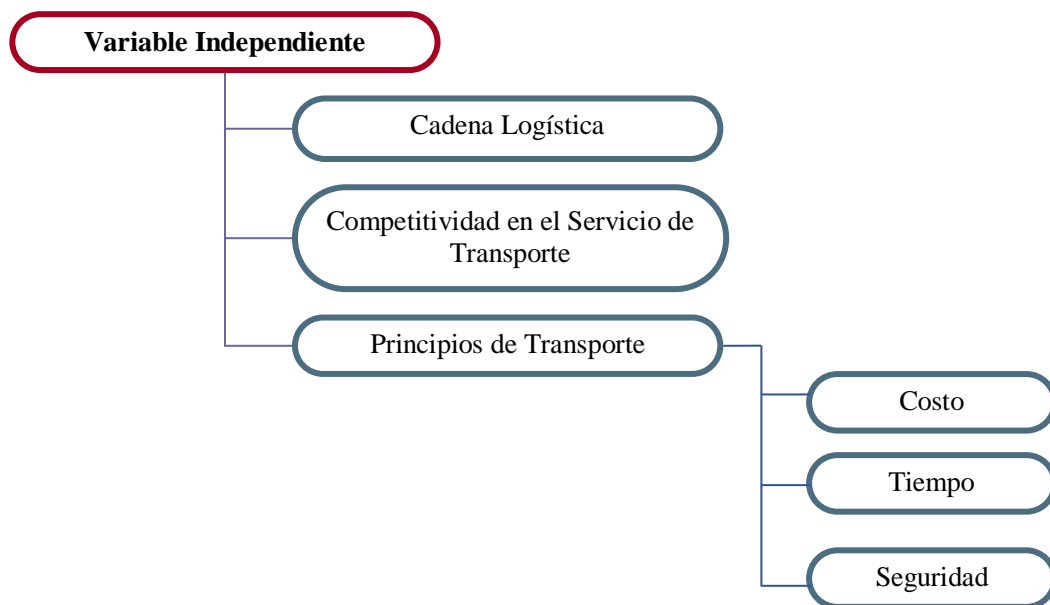 Variable Independiente
Cadena Logística
Competitividad en el Servicio de
Transporte
Principios de Transporte
Costo
Tiempo
Seguridad